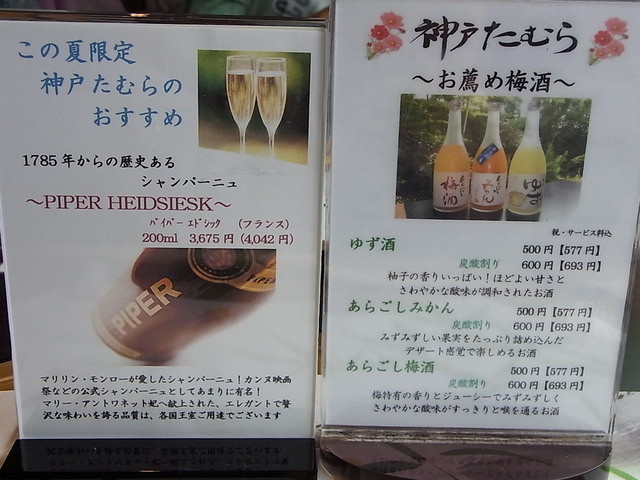 この夏限定
神戸たむらの
おすすめ
1785年からの歴史ある
シャンパーニュ
～PIPER HEIDSIESK～
パイパー エドシック （フランス）
200ml 3,675円（4,042円）
PIPER
マリリン・モンローが愛したシャンパーニュ！カンヌ映画
祭などの公式シャンパーニュとしてあまりに有名！
マリー・アントワネット妃へ献上された、エレガントで贅
沢な味わいを誇る品質は、各国王室ご用達でございます
神戸たむら
～お薦め梅酒～
梅酒
みかん
ゆず
税・サービス料込
ゆず酒 500円【577円】
炭酸割り 600円【693円】
柚子の香りいっぱい！ほどよい甘さと
さわやかな酸味が調和されたお酒
あらごしみかん 500円【577円】
炭酸割り 600円【693円】
みずみずしい果実をたっぷり詰め込んだ
デザート感覚で楽しめるお酒
あらごし梅酒 500円【577円】
炭酸割り 600円【693円】
梅特有の香りとジューシーでみずみずしく
さわやかな酸味がすっきりと喉を通るお酒